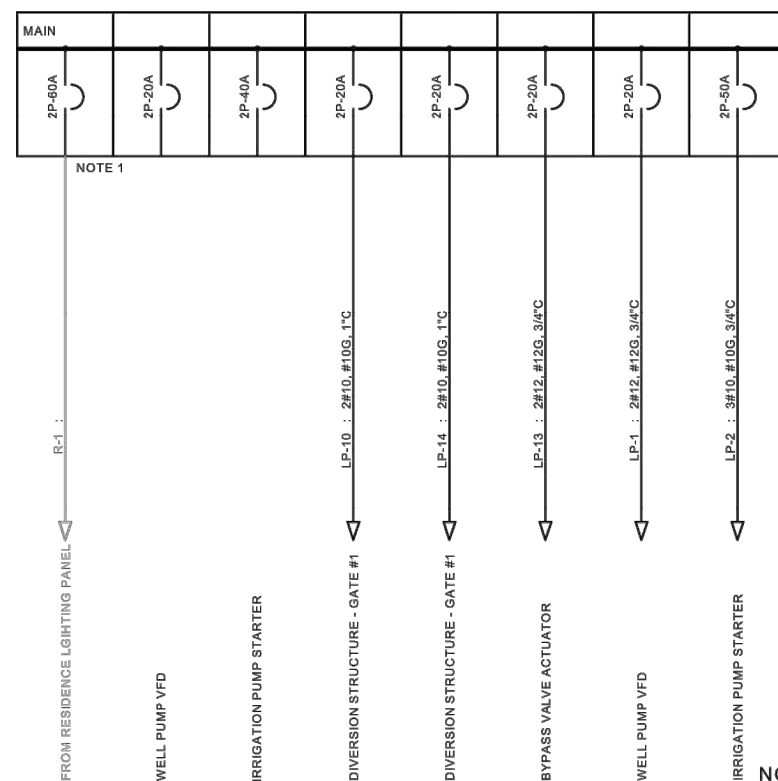 MAIN
2P-60A
2P-20A
2P-40A
2P-20A
2P-20A
2P-20A
2P-20A
2P-50A
NOTE 1
R-1 :
LP-10 : 2#10, #10G, 1"C
LP-14 : 2#10, #10G, 1"C
LP-13 : 2#12, #12G, 3/4"C
LP-1 : 2#12, #12G, 3/4"C
LP-2 : 3#10, #10G, 3/4"C
FROM RESIDENCE LGIHTING PANEL
WELL PUMP VFD
IRRIGATION PUMP STARTER
DIVERSION STRUCTURE - GATE #1
DIVERSION STRUCTURE - GATE #1
BYPASS VALVE ACTUATOR
WELL PUMP VFD
IRRIGATION PUMP STARTER